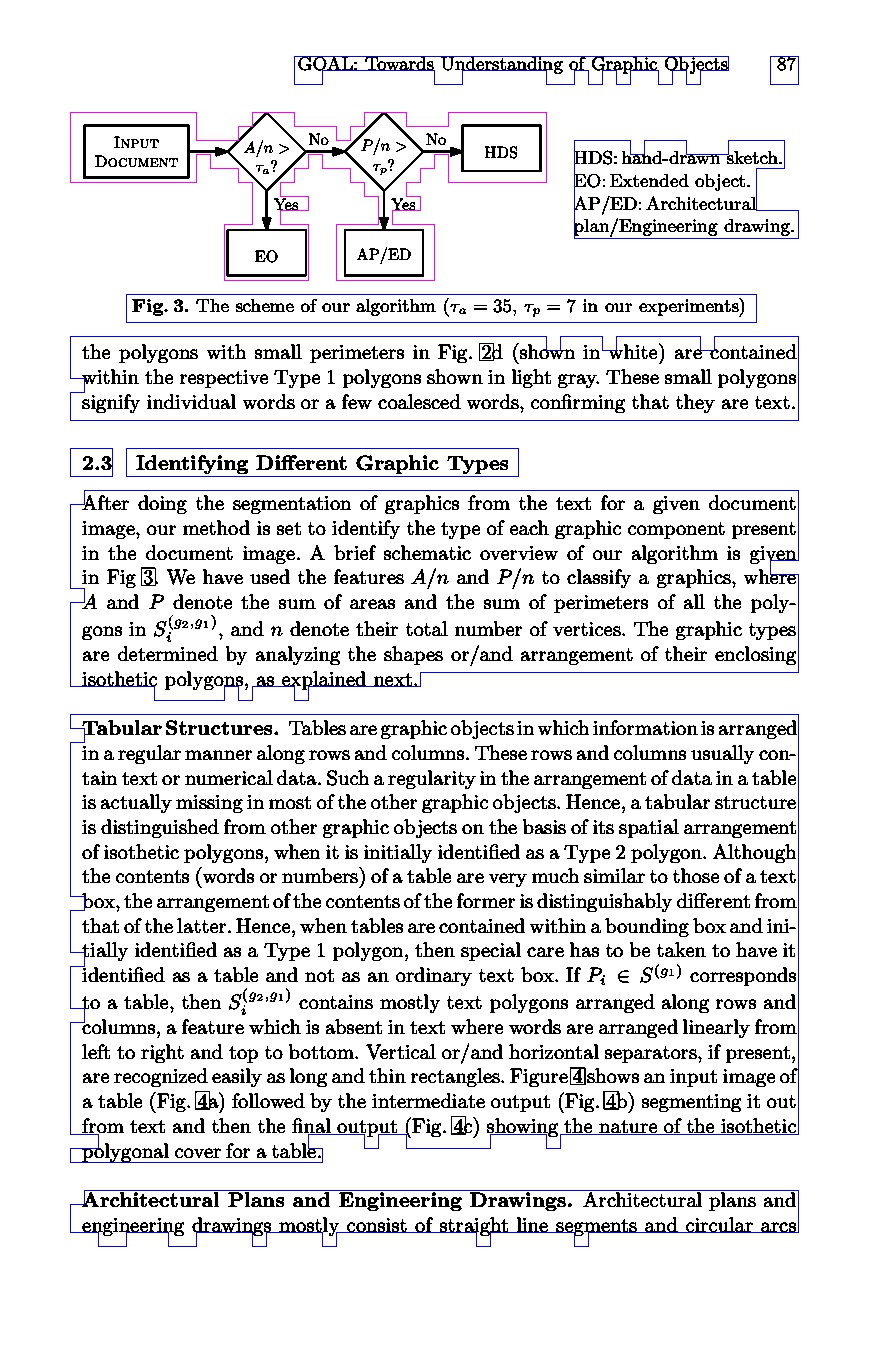 GOAL: Towards Understanding of Graphic Objects 87
INPUT
DOCUMENT
A/n >
τa?
No
P/n >
τp?
No
HDS
Yes
Yes
EO
AP/ED
HDS: hand-drawn sketch.
EO: Extended object.
AP/ED: Architectural
plan/Engineering drawing.
Fig. 3. The scheme of our algorithm (τa = 35, τp = 7 in our experiments)
the polygons with small perimeters in Fig. 2d (shown in white) are contained
within the respective Type 1 polygons shown in light gray. These small polygons
signify individual words or a few coalesced words, confirming that they are text.
2.3 Identifying Different Graphic Types
After doing the segmentation of graphics from the text for a given document
image, our method is set to identify the type of each graphic component present
in the document image. A brief schematic overview of our algorithm is given
in Fig 3. We have used the features A/n and P/n to classify a graphics, where
A and P denote the sum of areas and the sum of perimeters of all the poly-
gons in S_i^(g2,g1), and n denote their total number of vertices. The graphic types
are determined by analyzing the shapes or/and arrangement of their enclosing
isothetic polygons, as explained next.
Tabular Structures. Tables are graphic objects in which information is arranged
in a regular manner along rows and columns. These rows and columns usually con-
tain text or numerical data. Such a regularity in the arrangement of data in a table
is actually missing in most of the other graphic objects. Hence, a tabular structure
is distinguished from other graphic objects on the basis of its spatial arrangement
of isothetic polygons, when it is initially identified as a Type 2 polygon. Although
the contents (words or numbers) of a table are very much similar to those of a text
box, the arrangement of the contents of the former is distinguishably different from
that of the latter. Hence, when tables are contained within a bounding box and ini-
tially identified as a Type 1 polygon, then special care has to be taken to have it
identified as a table and not as an ordinary text box. If P_i ∈ S^(g1) corresponds
to a table, then S_i^(g2,g1) contains mostly text polygons arranged along rows and
columns, a feature which is absent in text where words are arranged linearly from
left to right and top to bottom. Vertical or/and horizontal separators, if present,
are recognized easily as long and thin rectangles. Figure 4 shows an input image of
a table (Fig. 4a) followed by the intermediate output (Fig. 4b) segmenting it out
from text and then the final output (Fig. 4c) showing the nature of the isothetic
polygonal cover for a table.
Architectural Plans and Engineering Drawings. Architectural plans and
engineering drawings mostly consist of straight line segments and circular arcs